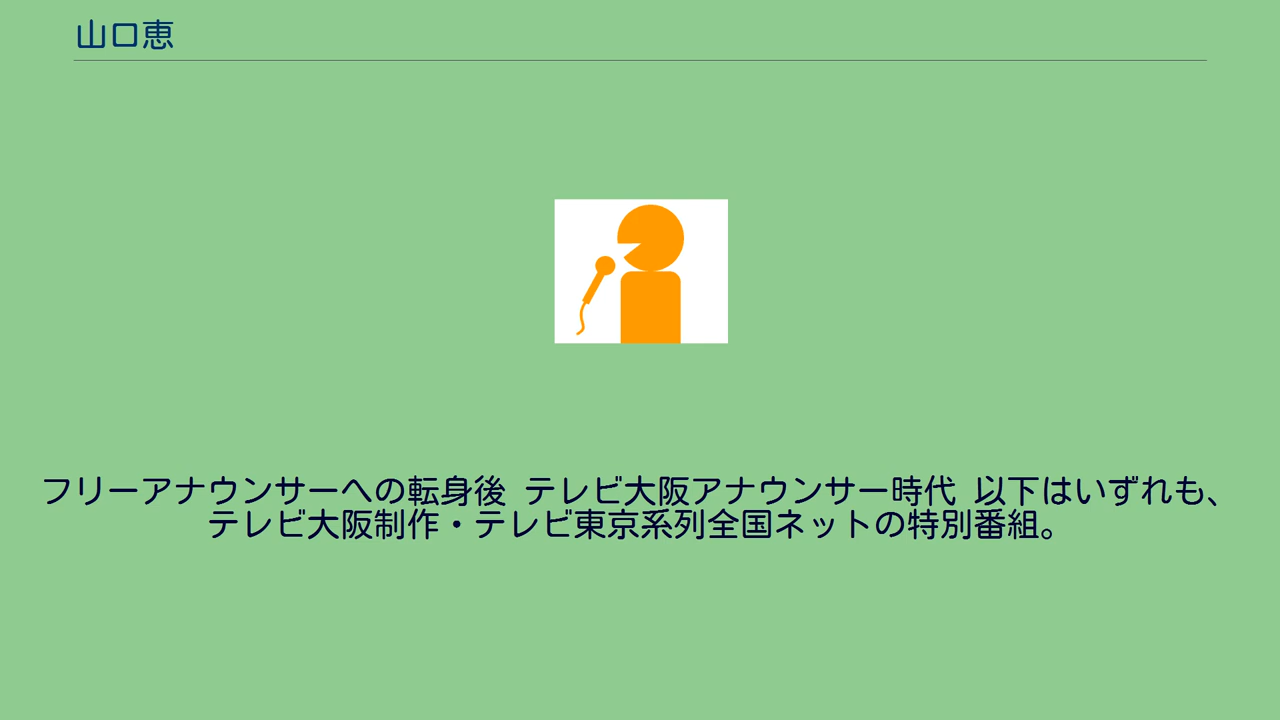 山口恵
フリーアナウンサーへの転身後 テレビ大阪アナウンサー時代 以下はいずれも、
テレビ大阪制作・テレビ東京系列全国ネットの特別番組。